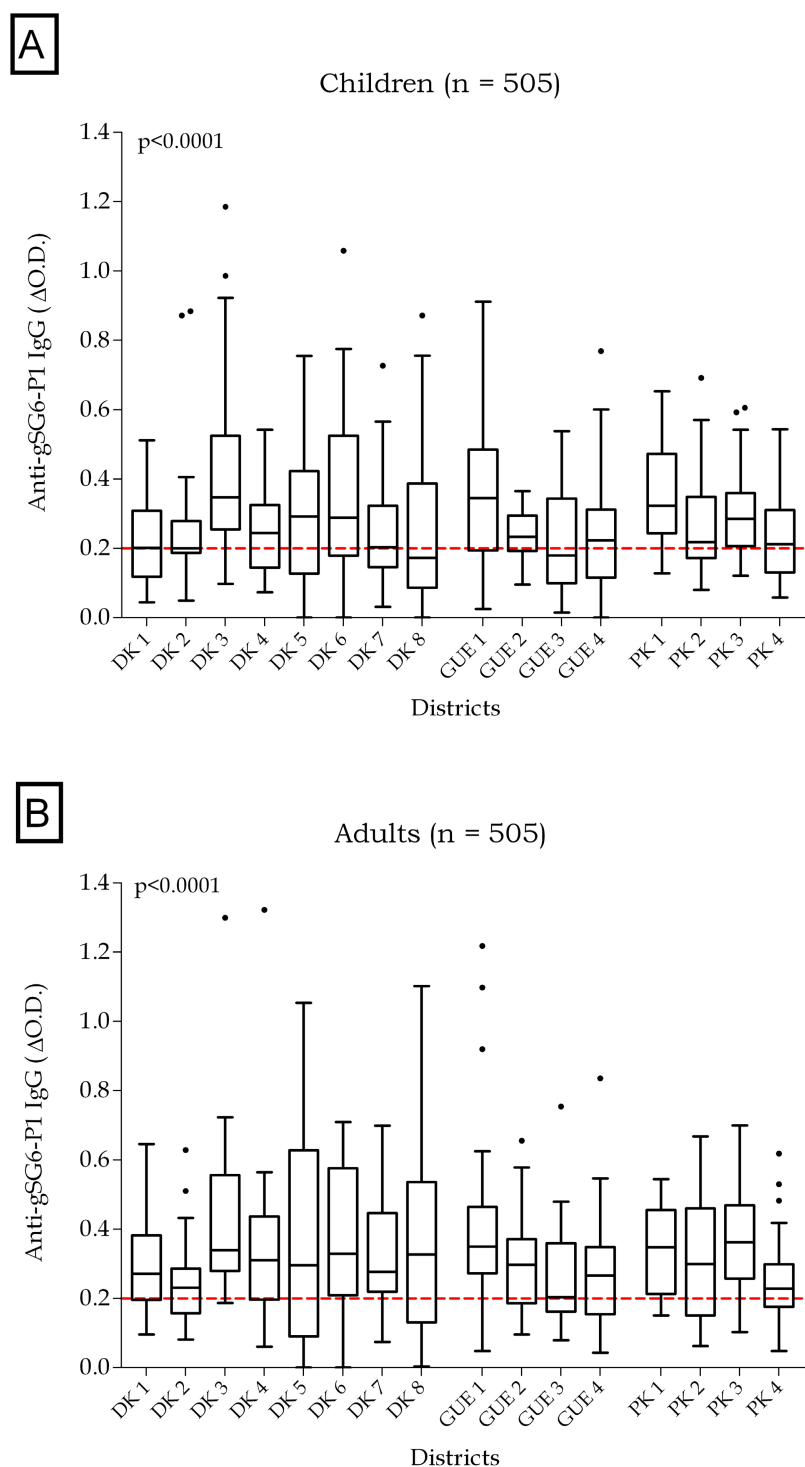 A
Children (n = 505)
p<0.0001
Anti-gSG6-P1 IgG (ΔO.D.)
1.4
1.2
1.0
0.8
0.6
0.4
0.2
0.0
DK 1 DK 2 DK 3 DK 4 DK 5 DK 6 DK 7 DK 8 GUE 1 GUE 2 GUE 3 GUE 4 PK 1 PK 2 PK 3 PK 4
Districts
B
Adults (n = 505)
p<0.0001
Anti-gSG6-P1 IgG (ΔO.D.)
1.4
1.2
1.0
0.8
0.6
0.4
0.2
0.0
DK 1 DK 2 DK 3 DK 4 DK 5 DK 6 DK 7 DK 8 GUE 1 GUE 2 GUE 3 GUE 4 PK 1 PK 2 PK 3 PK 4
Districts